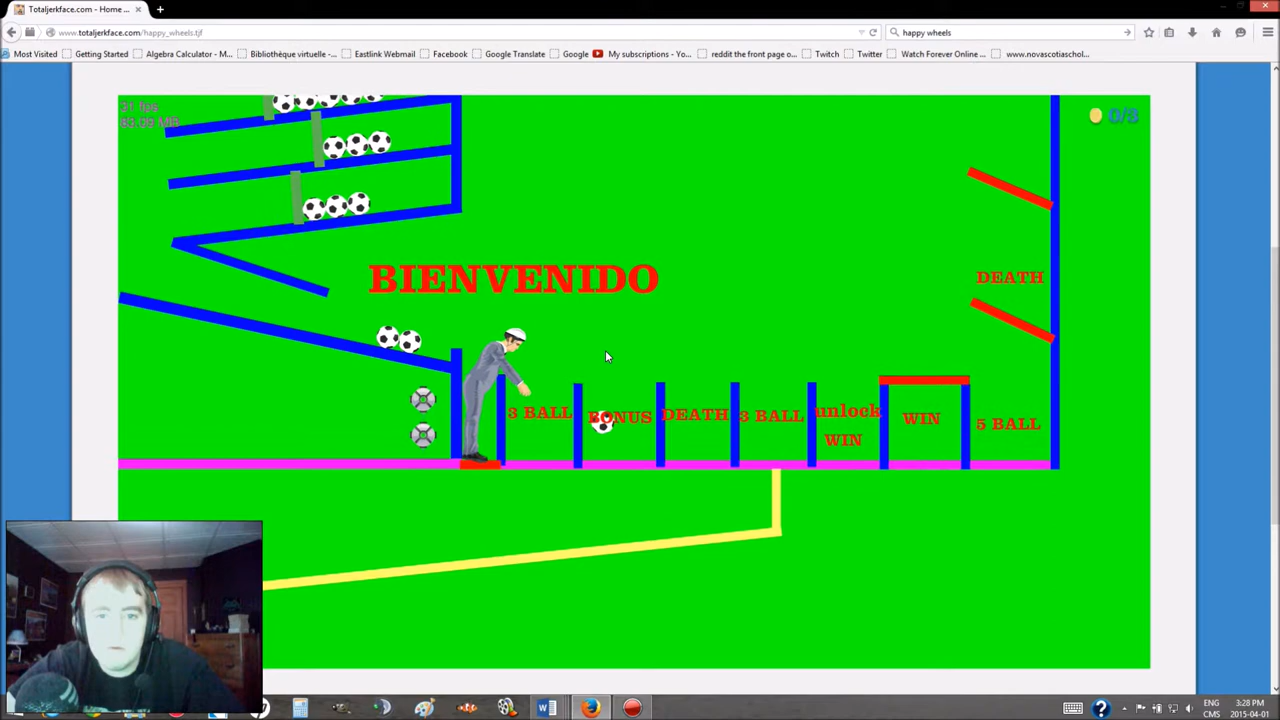 Totaljerkface.com - Home ...
www.totaljerkface.com/happy_wheels.tjf
happy wheels
Most Visited
Getting Started
Algebra Calculator - M...
Bibliothèque virtuelle -...
Eastlink Webmail
Facebook
Google Translate
Google
My subscriptions - Yo...
reddit the front page o...
Twitch
Twitter
Watch Forever Online ...
www.novascotiaschol...
31 fps
0/8
BIENVENIDO
DEATH
3 BALL
BONUS
DEATH
3 BALL
unlock
WIN
WIN
5 BALL
ENG
CMS
3:28 PM
2015-04-01